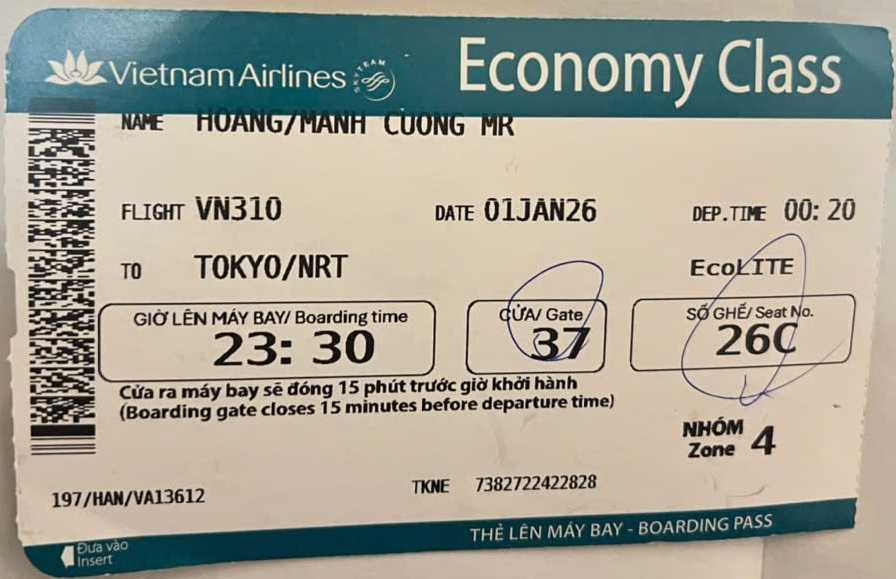 Vietnam Airlines SKYTEAM Economy Class
NAME HOANG/MANH CUONG MR
FLIGHT VN310 DATE 01JAN26 DEP.TIME 00:20
TO TOKYO/NRT EcoLITE
GIỜ LÊN MÁY BAY/ Boarding time CỬA/ Gate SỐ GHẾ/ Seat No.
23:30 37 26C
Cửa ra máy bay sẽ đóng 15 phút trước giờ khởi hành
(Boarding gate closes 15 minutes before departure time)
NHÓM
Zone 4
197/HAN/VA13612 TKNE 7382722422828
THẺ LÊN MÁY BAY - BOARDING PASS
Đưa vào
Insert